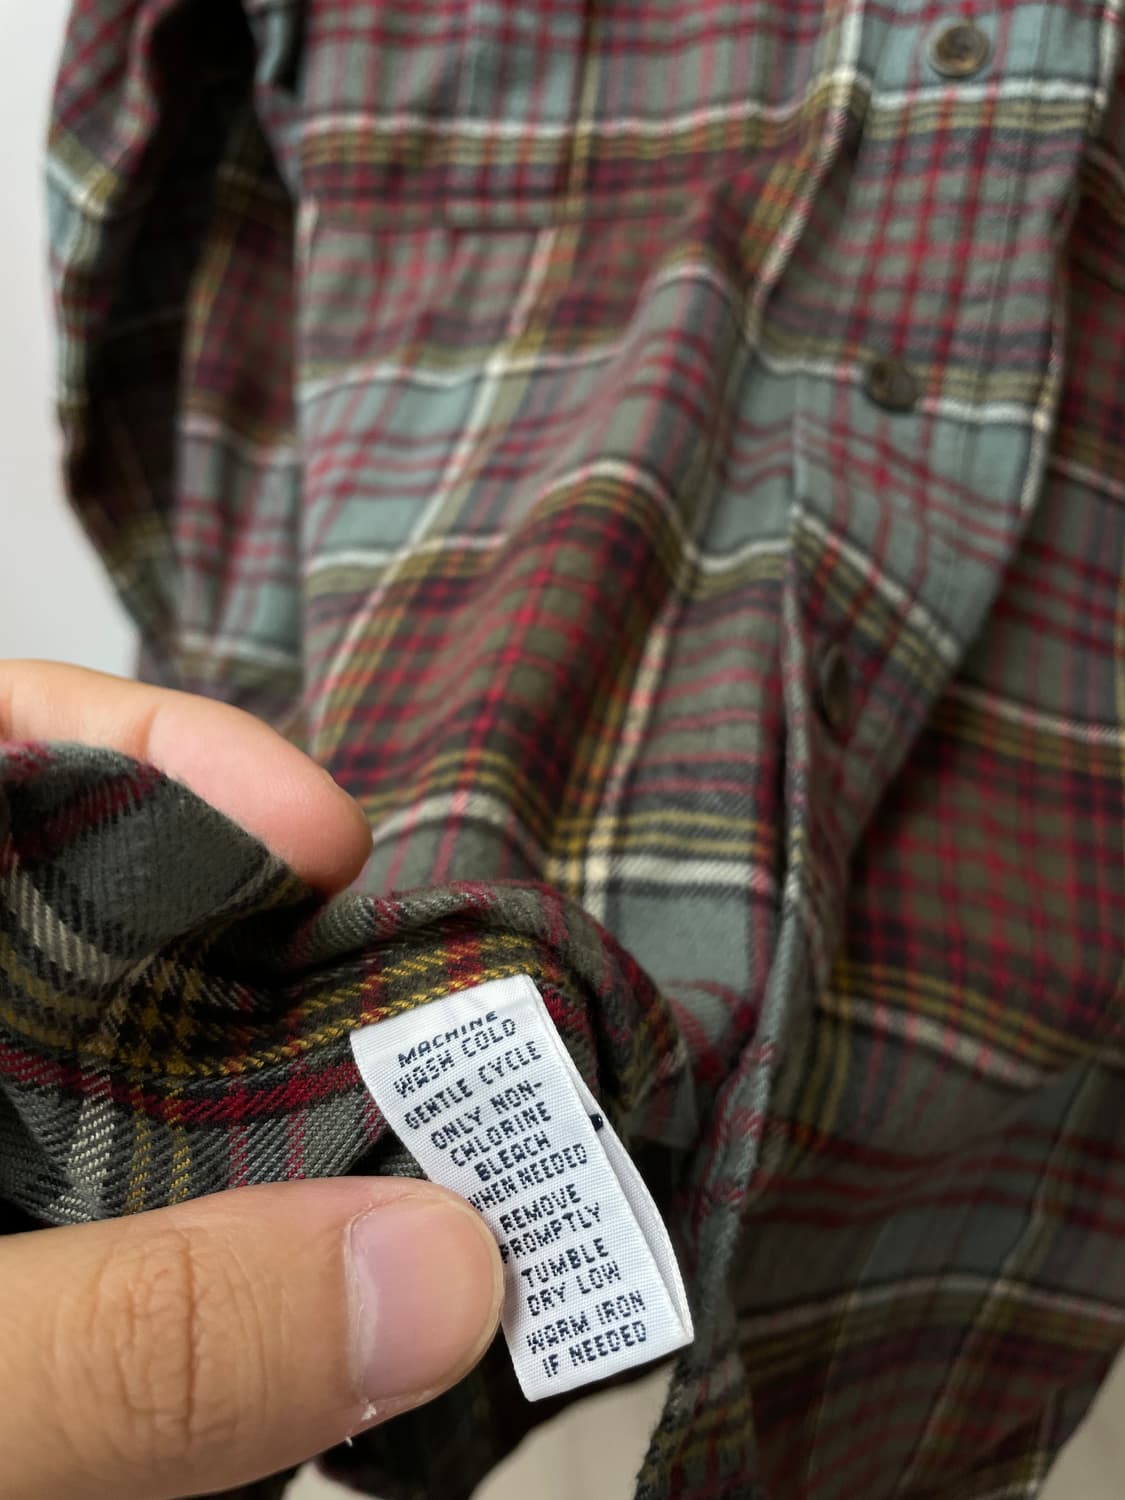 MACHINE
WASH COLD
GENTLE CYCLE
ONLY NON-
CHLORINE
BLEACH
WHEN NEEDED
REMOVE
PROMPTLY
TUMBLE
DRY LOW
WARM IRON
IF NEEDED